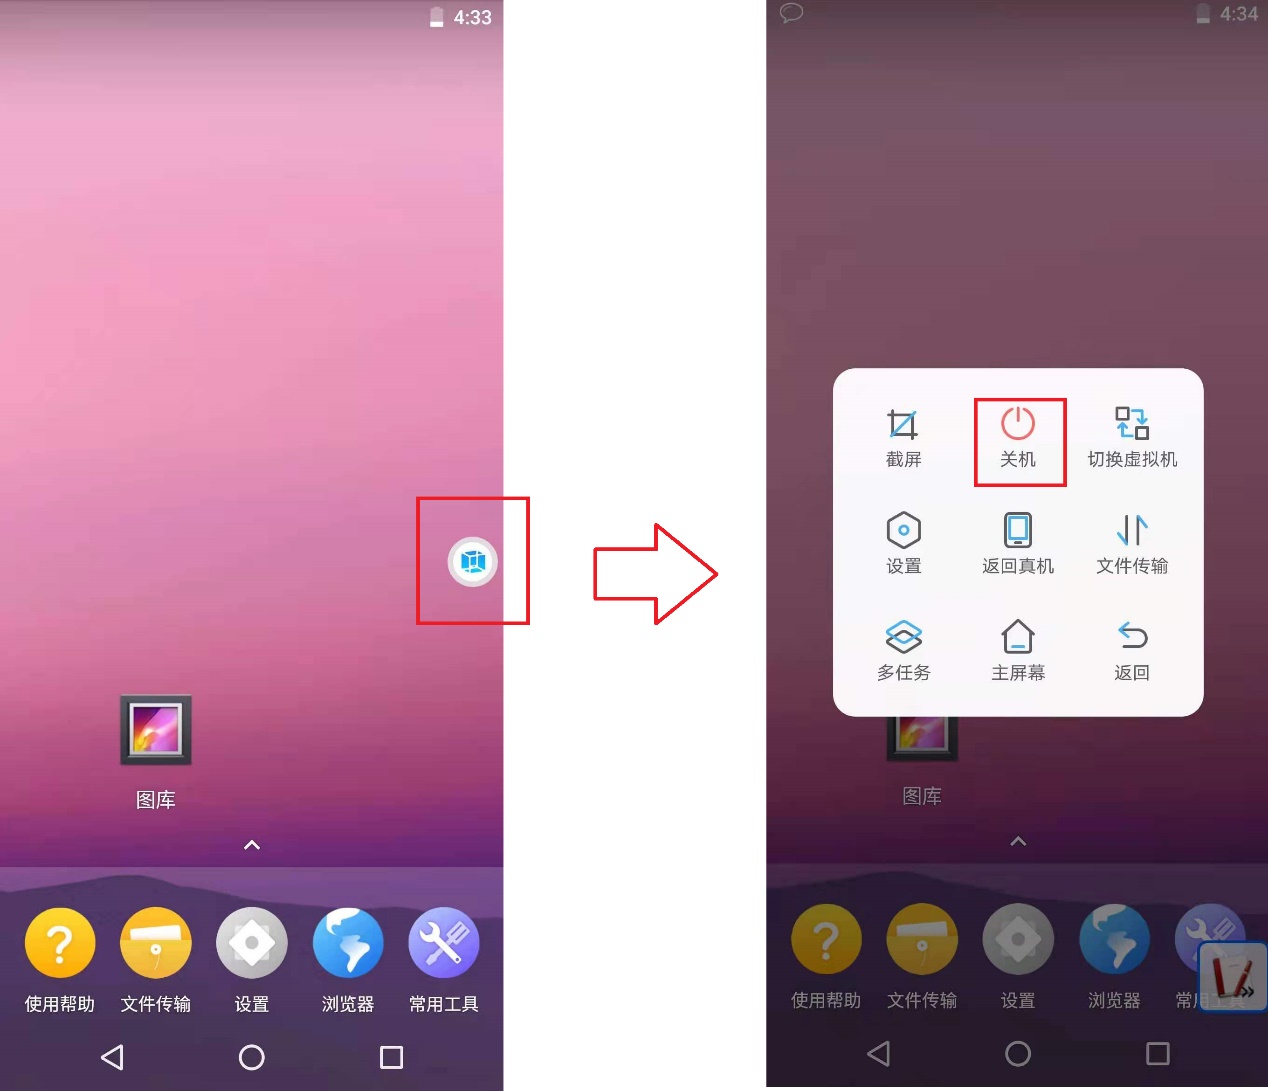 4:33
图库
使用帮助 文件传输 设置 浏览器 常用工具
4:34
截屏 关机 切换虚拟机
设置 返回真机 文件传输
多任务 主屏幕 返回
图库
使用帮助 文件传输 设置 浏览器 常用工具